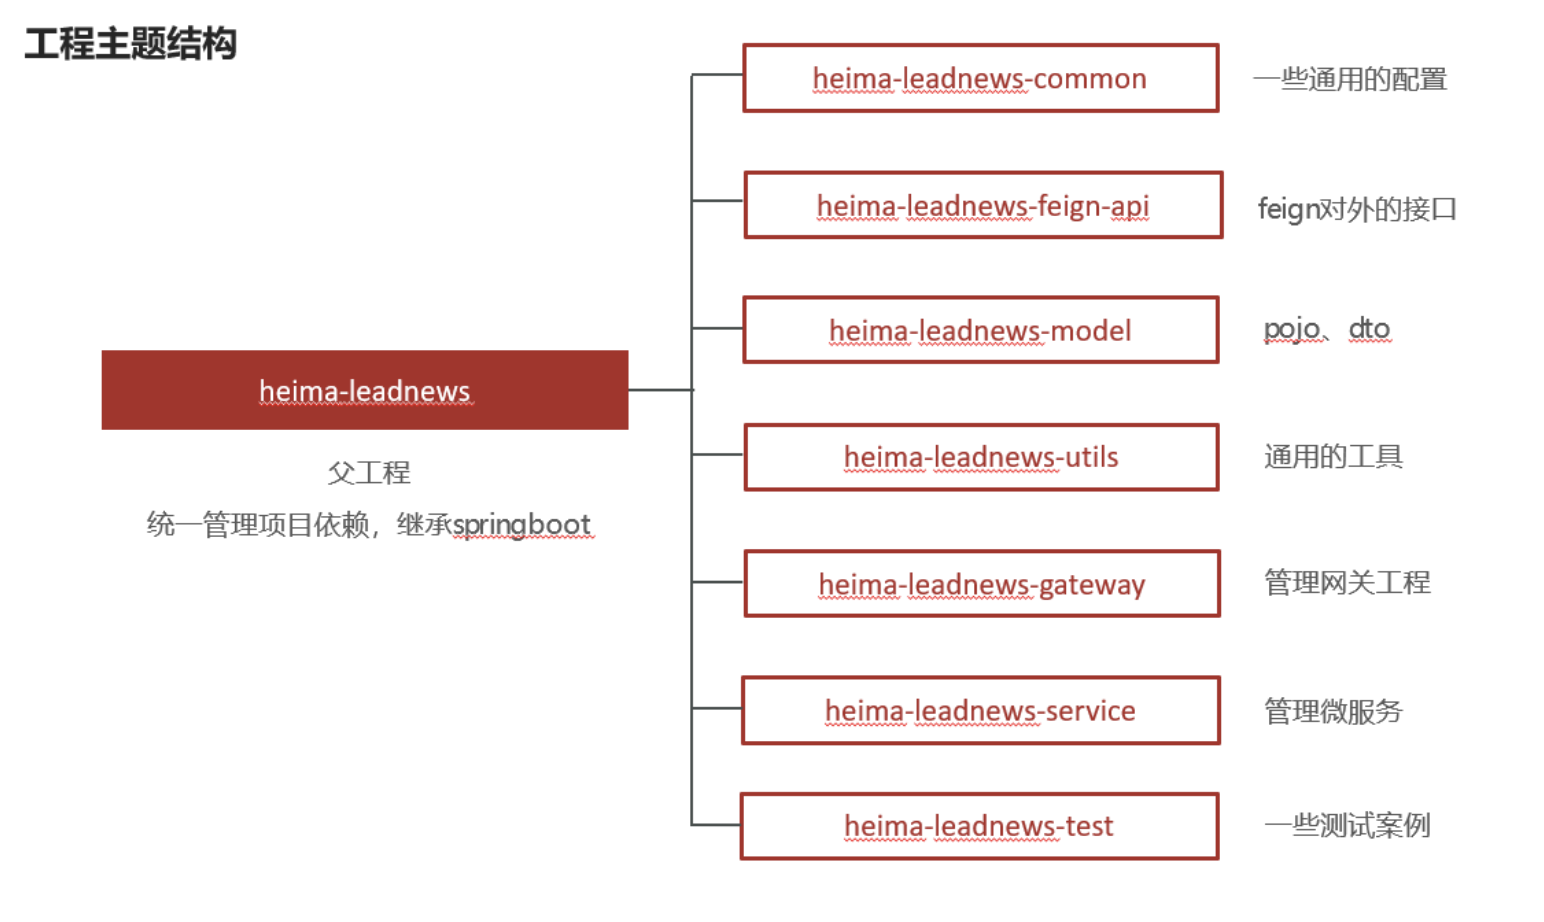 工程主题结构
heima-leadnews-common 一些通用的配置
heima-leadnews-feign-api feign对外的接口
heima-leadnews-model pojo、dto
heima-leadnews
父工程
统一管理项目依赖，继承springboot
heima-leadnews-utils 通用的工具
heima-leadnews-gateway 管理网关工程
heima-leadnews-service 管理微服务
heima-leadnews-test 一些测试案例